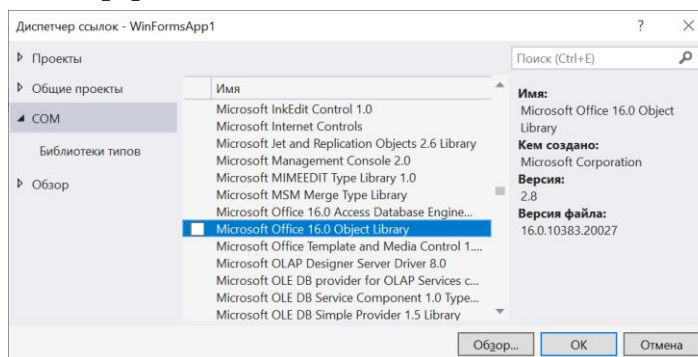 Диспетчер ссылок - WinFormsApp1
?
Проекты
Поиск (Ctrl+E)
Общие проекты
COM
Библиотеки типов
Обзор
Имя
Microsoft InkEdit Control 1.0
Microsoft Internet Controls
Microsoft Jet and Replication Objects 2.6 Library
Microsoft Management Console 2.0
Microsoft MIMEEDIT Type Library 1.0
Microsoft MSM Merge Type Library
Microsoft Office 16.0 Access Database Engine...
Microsoft Office 16.0 Object Library
Microsoft Office Template and Media Control 1....
Microsoft OLAP Designer Server Driver 8.0
Microsoft OLE DB provider for OLAP Services c...
Microsoft OLE DB Service Component 1.0 Type...
Microsoft OLE DB Simple Provider 1.5 Library
Имя:
Microsoft Office 16.0 Object
Library
Кем создано:
Microsoft Corporation
Версия:
2.8
Версия файла:
16.0.10383.20027
Обзор...
ОК
Отмена